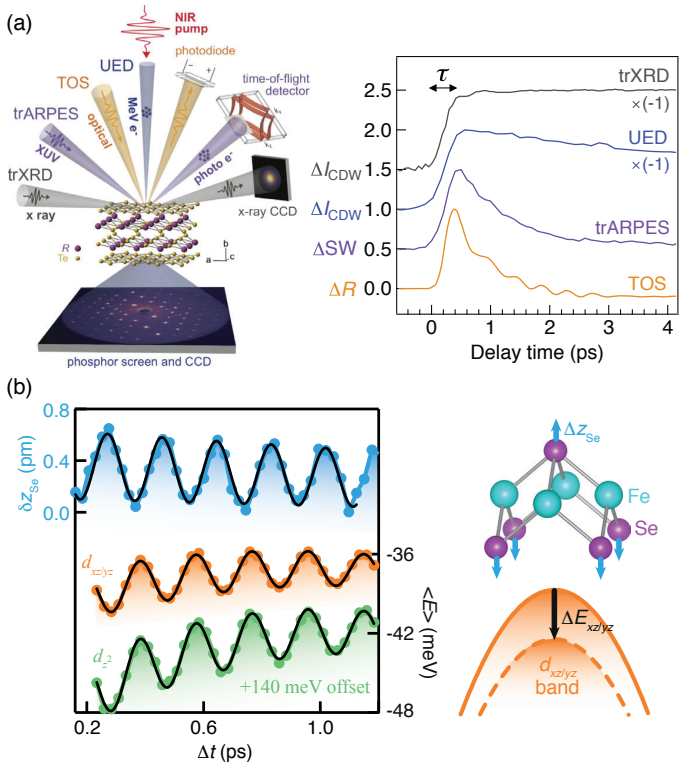 (a)
NIR
pump
photodiode
UED
TOS
time-of-flight
detector
trARPES
MeV e-
optical
XUV
photo e-
trXRD
x ray
x-ray CCD
R
Te
b
a
c
phosphor screen and CCD
τ
trXRD
×(-1)
UED
×(-1)
trARPES
TOS
ΔI_CDW
ΔI_CDW
ΔSW
ΔR
2.5
2.0
1.5
1.0
0.5
0.0
0 1 2 3 4
Delay time (ps)
(b)
0.8
0.4
0.0
δz_Se (pm)
d_xz/yz
d_z²
+140 meV offset
-36
-42
-48
<E> (meV)
0.2 0.6 1.0
Δt (ps)
Δz_Se
Fe
Se
ΔE_xz/yz
d_xz/yz
band